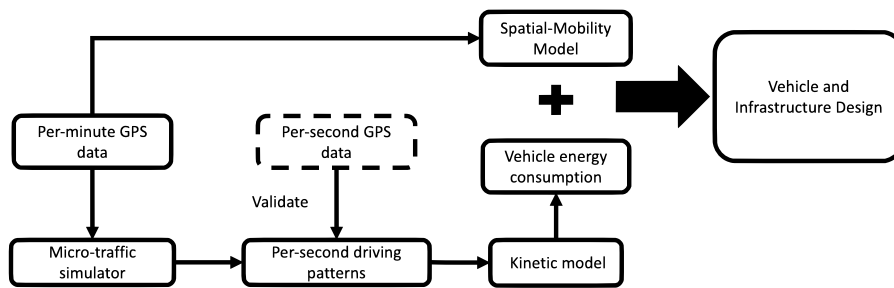 Spatial-Mobility
Model
Vehicle and
Infrastructure Design
Per-minute GPS
data
Per-second GPS
data
Vehicle energy
consumption
Validate
Micro-traffic
simulator
Per-second driving
patterns
Kinetic model